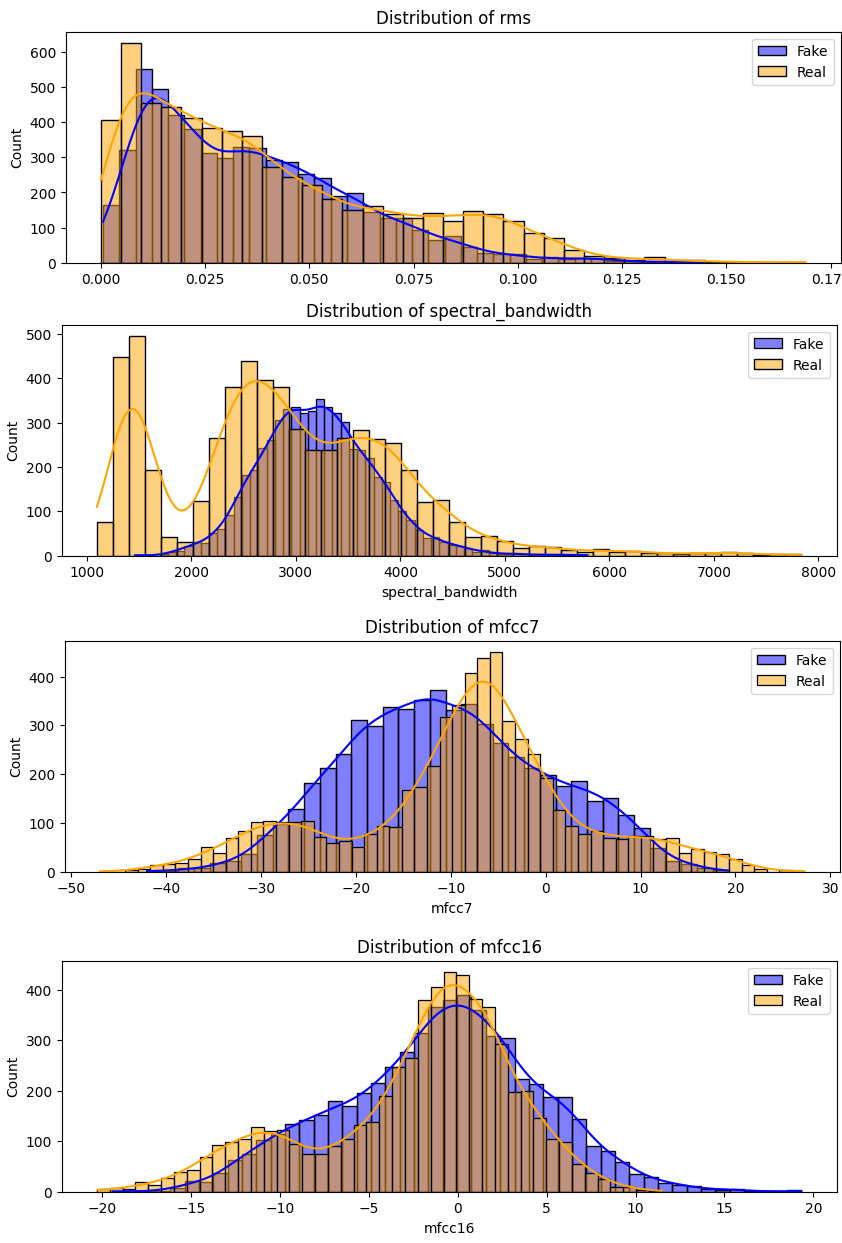 Distribution of rms
Count
600
500
400
300
200
100
0
0.000 0.025 0.050 0.075 0.100 0.125 0.150 0.17
Fake
Real
Distribution of spectral_bandwidth
Count
500
400
300
200
100
0
1000 2000 3000 4000 5000 6000 7000 8000
spectral_bandwidth
Fake
Real
Distribution of mfcc7
Count
400
300
200
100
0
−50 −40 −30 −20 −10 0 10 20 30
mfcc7
Fake
Real
Distribution of mfcc16
Count
400
300
200
100
0
−20 −15 −10 −5 0 5 10 15 20
mfcc16
Fake
Real